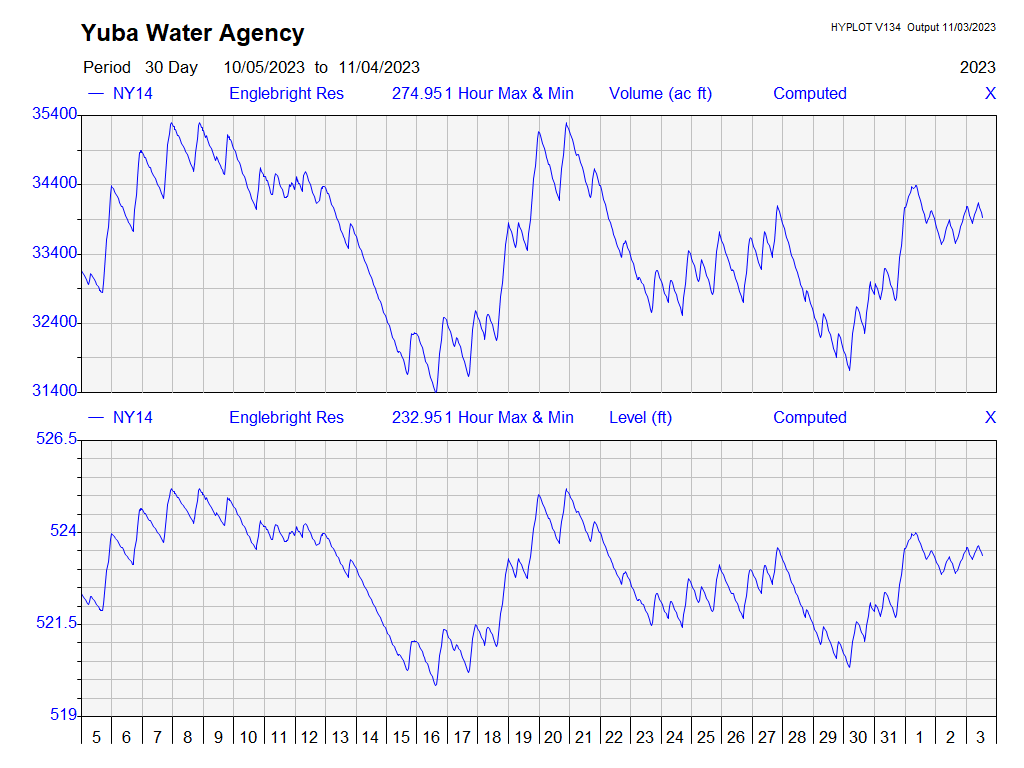 Yuba Water Agency
HYPLOT V134 Output 11/03/2023
Period 30 Day 10/05/2023 to 11/04/2023 2023
— NY14 Englebright Res 274.951 Hour Max & Min Volume (ac ft) Computed X
35400
34400
33400
32400
31400
— NY14 Englebright Res 232.951 Hour Max & Min Level (ft) Computed X
526.5
524
521.5
519
5 6 7 8 9 10 11 12 13 14 15 16 17 18 19 20 21 22 23 24 25 26 27 28 29 30 31 1 2 3